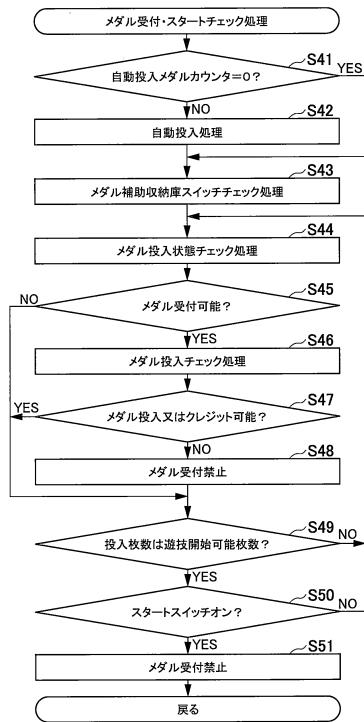 メダル受付・スタートチェック処理
S41
自動投入メダルカウンタ=0?
YES
NO
S42
自動投入処理
S43
メダル補助収納庫スイッチチェック処理
S44
メダル投入状態チェック処理
S45
NO
メダル受付可能?
YES
S46
メダル投入チェック処理
S47
YES
メダル投入又はクレジット可能?
NO
S48
メダル受付禁止
S49
投入枚数は遊技開始可能枚数?
NO
YES
S50
スタートスイッチオン?
NO
YES
S51
メダル受付禁止
戻る